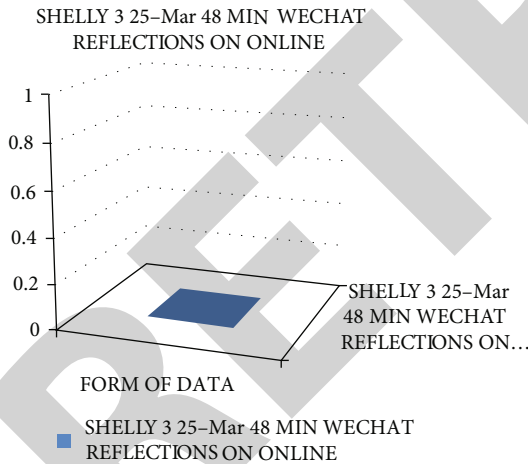 SHELLY 3 25–Mar 48 MIN WECHAT
REFLECTIONS ON ONLINE
1
0.8
0.6
0.4
0.2
0
SHELLY 3 25–Mar
48 MIN WECHAT
REFLECTIONS ON…
FORM OF DATA
SHELLY 3 25–Mar 48 MIN WECHAT
REFLECTIONS ON ONLINE